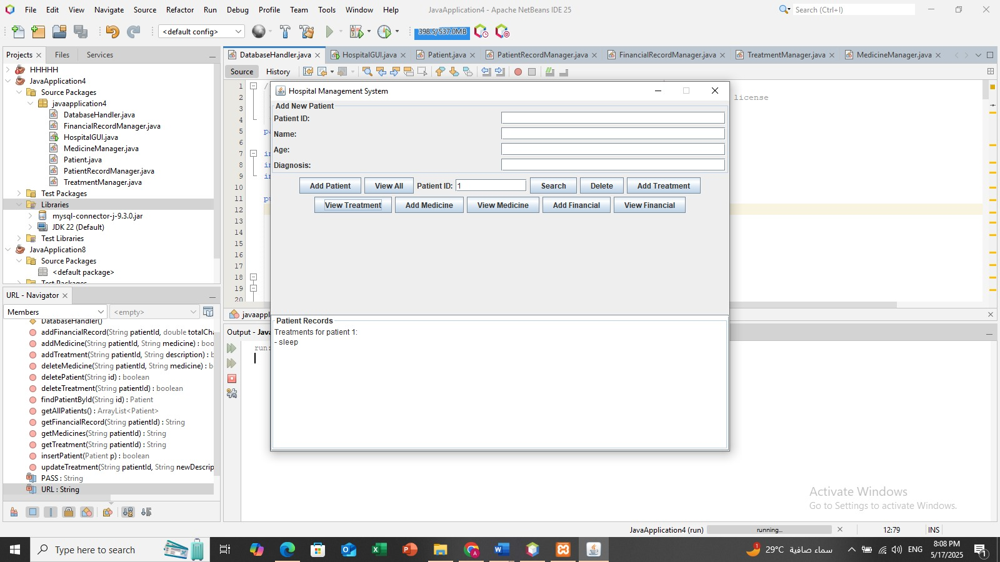 File Edit View Navigate Source Refactor Run Debug Profile Team Tools Window Help
JavaApplication4 - Apache NetBeans IDE 25
Search (Ctrl+I)
<default config>
398.5/537.0MB
Projects Files Services
HHHHH
JavaApplication4
Source Packages
javaapplication4
DatabaseHandler.java
FinancialRecordManager.java
HospitalGUI.java
MedicineManager.java
Patient.java
PatientRecordManager.java
TreatmentManager.java
Test Packages
Libraries
mysql-connector-j-9.3.0.jar
JDK 22 (Default)
Test Libraries
JavaApplication8
Source Packages
<default package>
Test Packages
URL - Navigator
Members <empty>
DatabaseHandler()
addFinancialRecord(String patientId, double totalCha
addMedicine(String patientId, String medicine) : boo
addTreatment(String patientId, String description) : b
deleteMedicine(String patientId, String medicine) : b
deletePatient(String id) : boolean
deleteTreatment(String patientId) : boolean
findPatientById(String id) : Patient
getAllPatients() : ArrayList<Patient>
getFinancialRecord(String patientId) : String
getMedicines(String patientId) : String
getTreatment(String patientId) : String
insertPatient(Patient p) : boolean
updateTreatment(String patientId, String newDescrip
PASS : String
URL : String
DatabaseHandler.java HospitalGUI.java Patient.java PatientRecordManager.java FinancialRecordManager.java TreatmentManager.java MedicineManager.java
Source History
1 /
2 license
3
4
5 pa
6
7 im
8 im
9 im
10
11 pu
12
13
14
15
16
17
18
19
20
javaappl
Output - Java
run:
Hospital Management System
Add New Patient
Patient ID:
Name:
Age:
Diagnosis:
Add Patient View All Patient ID: 1 Search Delete Add Treatment
View Treatment Add Medicine View Medicine Add Financial View Financial
Patient Records
Treatments for patient 1:
- sleep
Activate Windows
Go to Settings to activate Windows.
JavaApplication4 (run) running... 12:79 INS
Type here to search
1
29°C سماء صافية
ENG
8:08 PM
5/17/2025
1